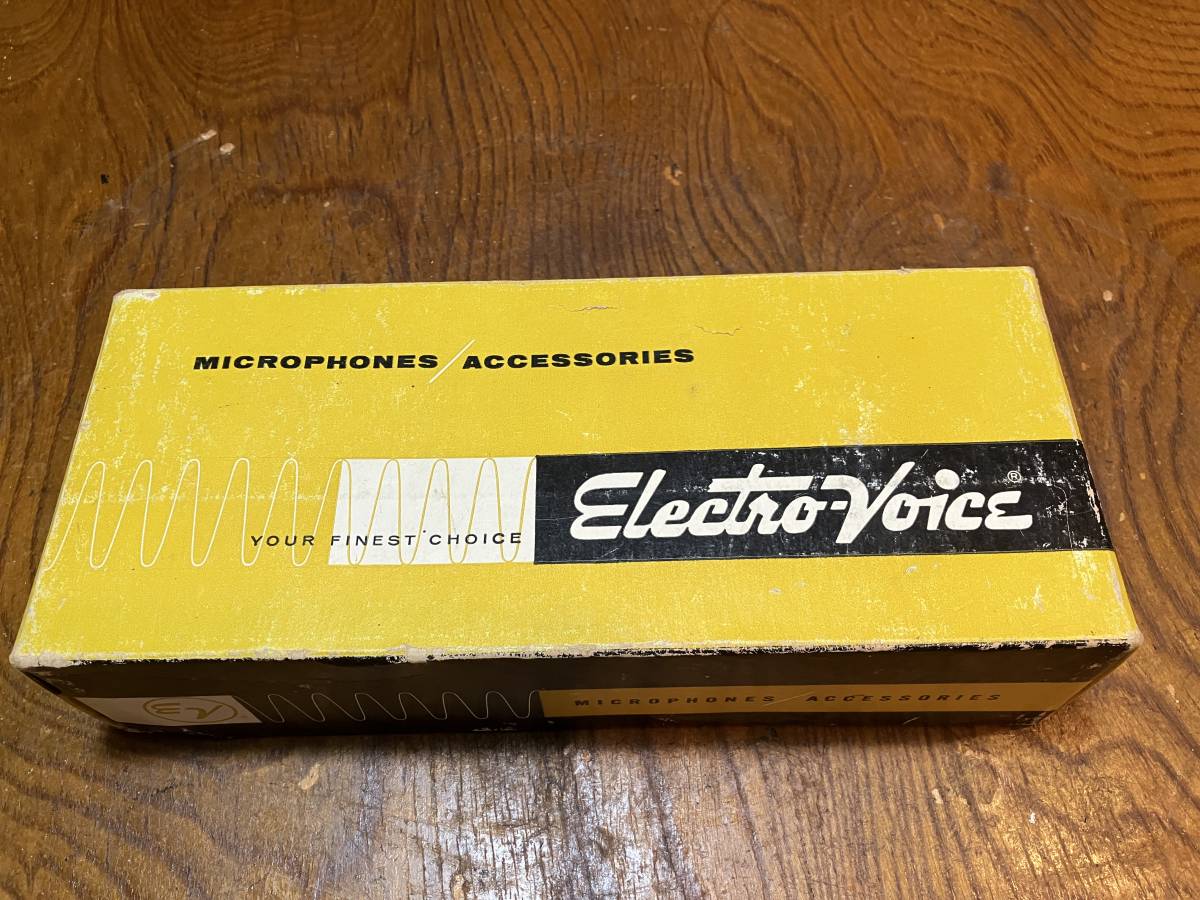 MICROPHONES / ACCESSORIES
YOUR FINEST CHOICE
Electro-Voice ®
EV
MICROPHONES / ACCESSORIES